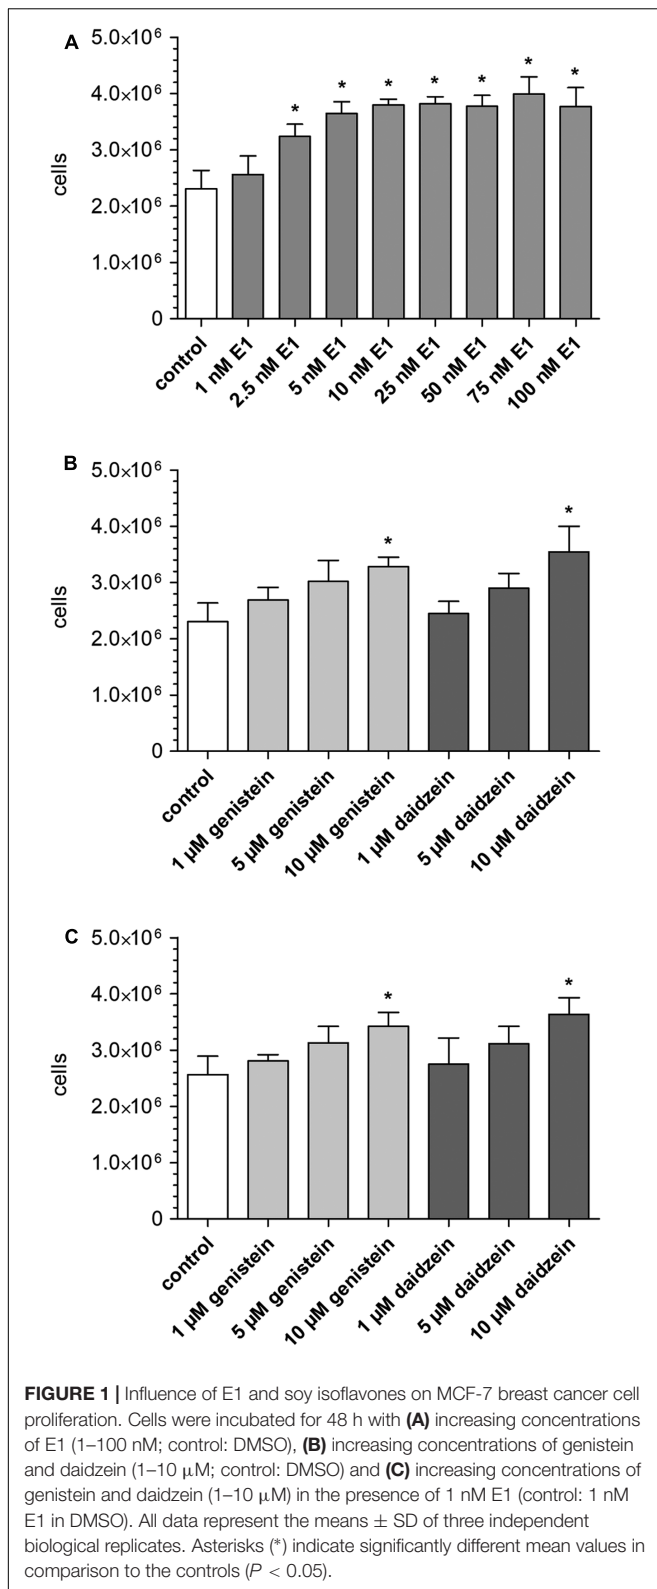 A
5.0×10⁶
4.0×10⁶
3.0×10⁶
2.0×10⁶
1.0×10⁶
0
cells
* * * * * * *
control
1 nM E1
2.5 nM E1
5 nM E1
10 nM E1
25 nM E1
50 nM E1
75 nM E1
100 nM E1
B
5.0×10⁶
4.0×10⁶
3.0×10⁶
2.0×10⁶
1.0×10⁶
0
cells
* *
control
1 µM genistein
5 µM genistein
10 µM genistein
1 µM daidzein
5 µM daidzein
10 µM daidzein
C
5.0×10⁶
4.0×10⁶
3.0×10⁶
2.0×10⁶
1.0×10⁶
0
cells
* *
control
1 µM genistein
5 µM genistein
10 µM genistein
1 µM daidzein
5 µM daidzein
10 µM daidzein
FIGURE 1 | Influence of E1 and soy isoflavones on MCF-7 breast cancer cell
proliferation. Cells were incubated for 48 h with (A) increasing concentrations
of E1 (1–100 nM; control: DMSO), (B) increasing concentrations of genistein
and daidzein (1–10 µM; control: DMSO) and (C) increasing concentrations of
genistein and daidzein (1–10 µM) in the presence of 1 nM E1 (control: 1 nM
E1 in DMSO). All data represent the means ± SD of three independent
biological replicates. Asterisks (*) indicate significantly different mean values in
comparison to the controls (P < 0.05).